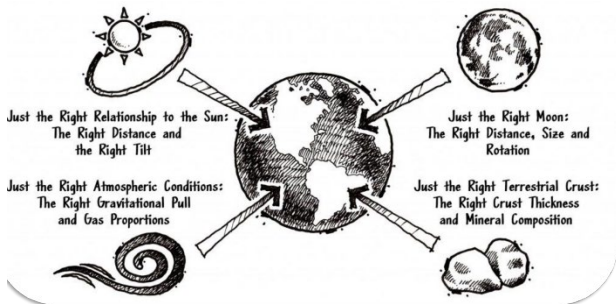 Just the Right Relationship to the Sun:
The Right Distance and
the Right Tilt
Just the Right Moon:
The Right Distance, Size and
Rotation
Just the Right Atmospheric Conditions:
The Right Gravitational Pull
and Gas Proportions
Just the Right Terrestrial Crust:
The Right Crust Thickness
and Mineral Composition